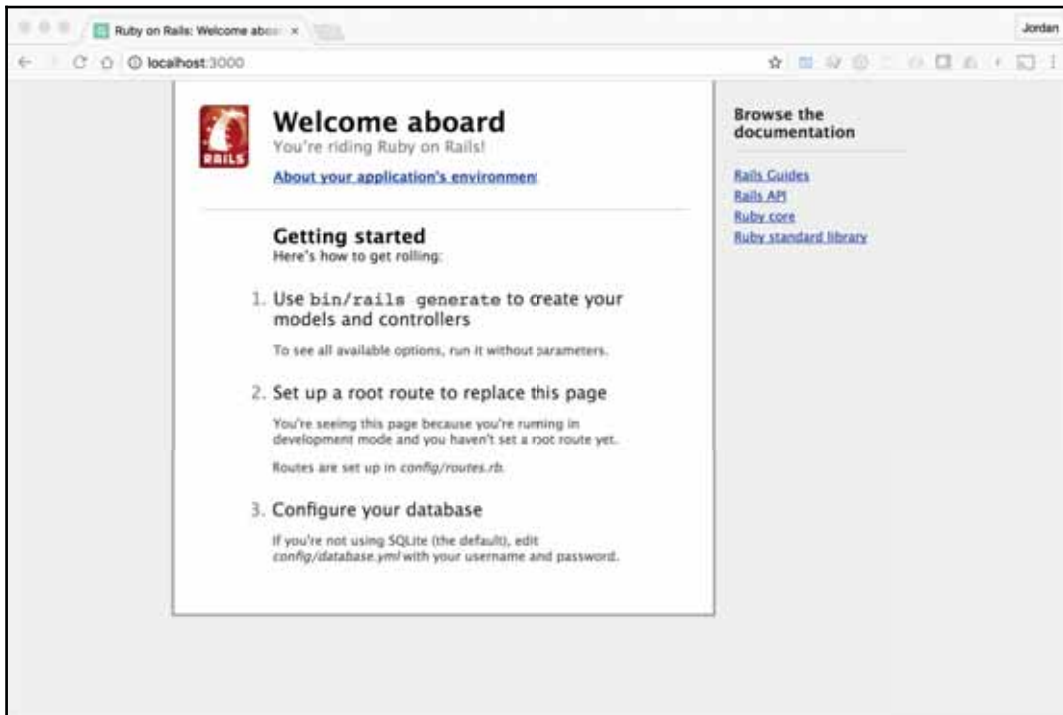 Ruby on Rails: Welcome aboar
Jordan
localhost:3000
RAILS
Welcome aboard
You're riding Ruby on Rails!
About your application's environmen
Getting started
Here's how to get rolling:
1. Use bin/rails generate to create your
models and controllers
To see all available options, run it without parameters.
2. Set up a root route to replace this page
You're seeing this page because you're running in
development mode and you haven't set a root route yet.
Routes are set up in config/routes.rb.
3. Configure your database
If you're not using SQLite (the default), edit
config/database.yml with your username and password.
Browse the
documentation
Rails Guides
Rails API
Ruby core
Ruby standard library